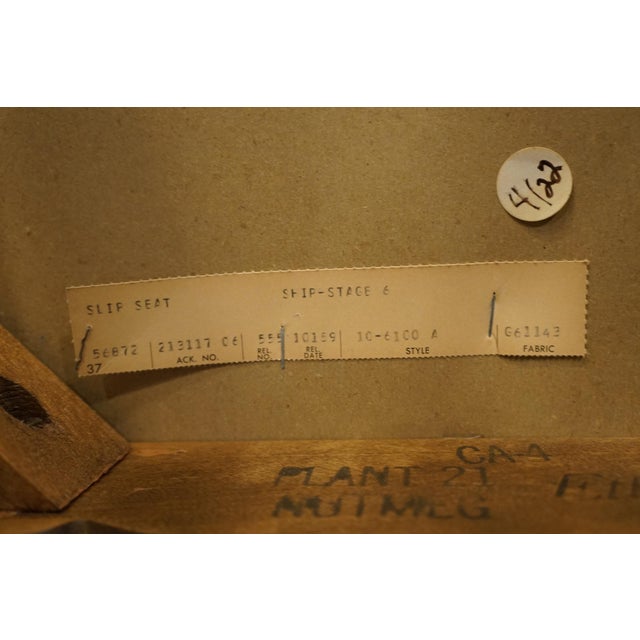 4/22
SLIP SEAT SHIP-STAGE 6
56872 213117 06 555 10159 10-6100 A G61143
37 ACK. NO. REL. NO. REL. DATE STYLE FABRIC
CA-4
PLANT 21
NUTMEG